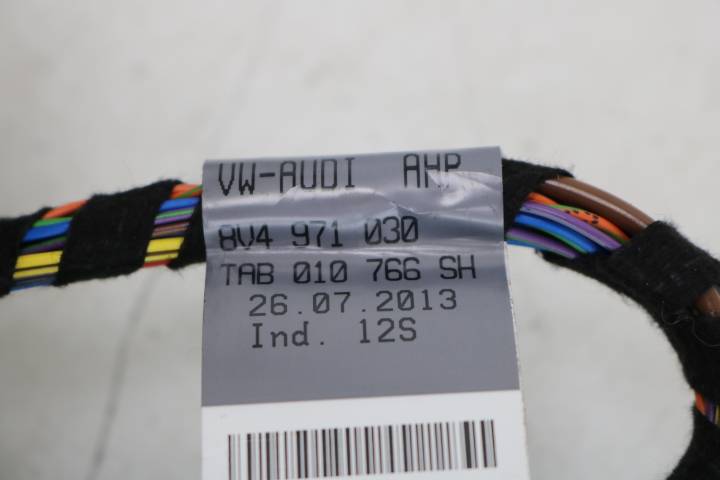 VW-AUDI AHP
8V4 971 030
TAB 010 766 SH
26.07.2013
Ind. 12S